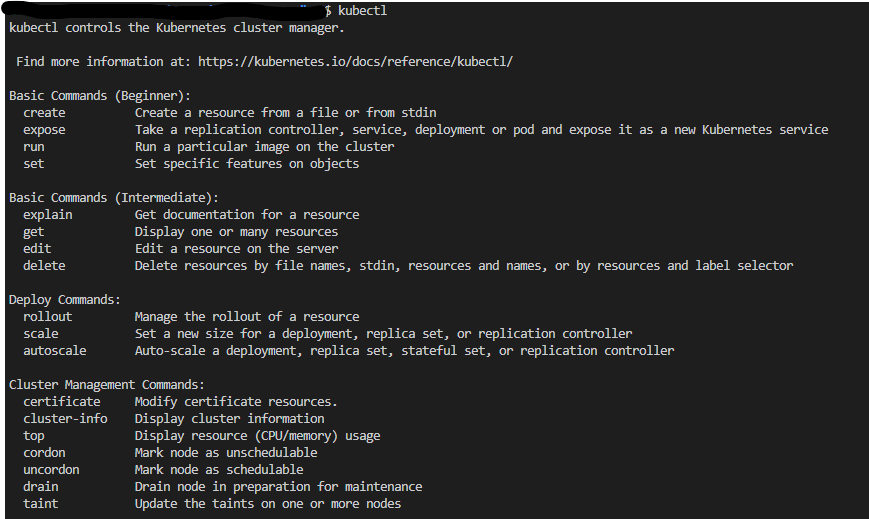 $ kubectl
kubectl controls the Kubernetes cluster manager.
Find more information at: https://kubernetes.io/docs/reference/kubectl/
Basic Commands (Beginner):
create Create a resource from a file or from stdin
expose Take a replication controller, service, deployment or pod and expose it as a new Kubernetes service
run Run a particular image on the cluster
set Set specific features on objects
Basic Commands (Intermediate):
explain Get documentation for a resource
get Display one or many resources
edit Edit a resource on the server
delete Delete resources by file names, stdin, resources and names, or by resources and label selector
Deploy Commands:
rollout Manage the rollout of a resource
scale Set a new size for a deployment, replica set, or replication controller
autoscale Auto-scale a deployment, replica set, stateful set, or replication controller
Cluster Management Commands:
certificate Modify certificate resources.
cluster-info Display cluster information
top Display resource (CPU/memory) usage
cordon Mark node as unschedulable
uncordon Mark node as schedulable
drain Drain node in preparation for maintenance
taint Update the taints on one or more nodes